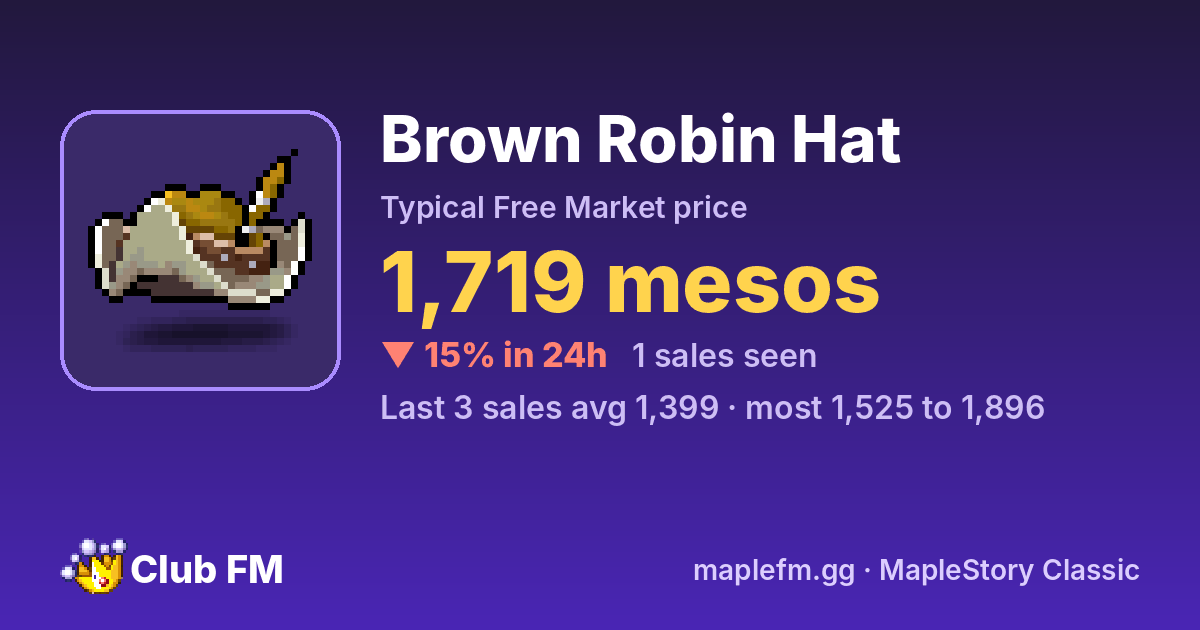 Brown Robin Hat
Typical Free Market price
1,719 mesos
▼ 15% in 24h 1 sales seen
Last 3 sales avg 1,399 · most 1,525 to 1,896
Club FM
maplefm.gg · MapleStory Classic